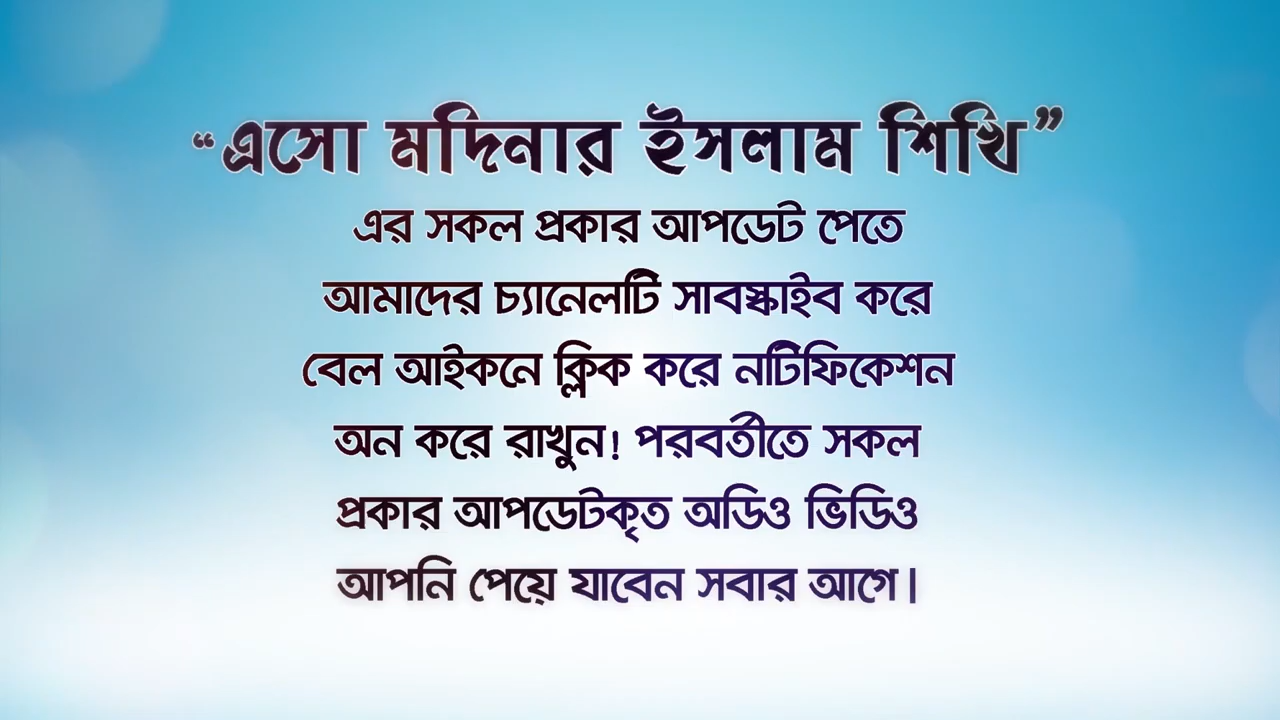 “এসো মদিনার ইসলাম শিখি”
এর সকল প্রকার আপডেট পেতে
আমাদের চ্যানেলটি সাবস্কাইব করে
বেল আইকনে ক্লিক করে নটিফিকেশন
অন করে রাখুন! পরবর্তীতে সকল
প্রকার আপডেটকৃত অডিও ভিডিও
আপনি পেয়ে যাবেন সবার আগে।